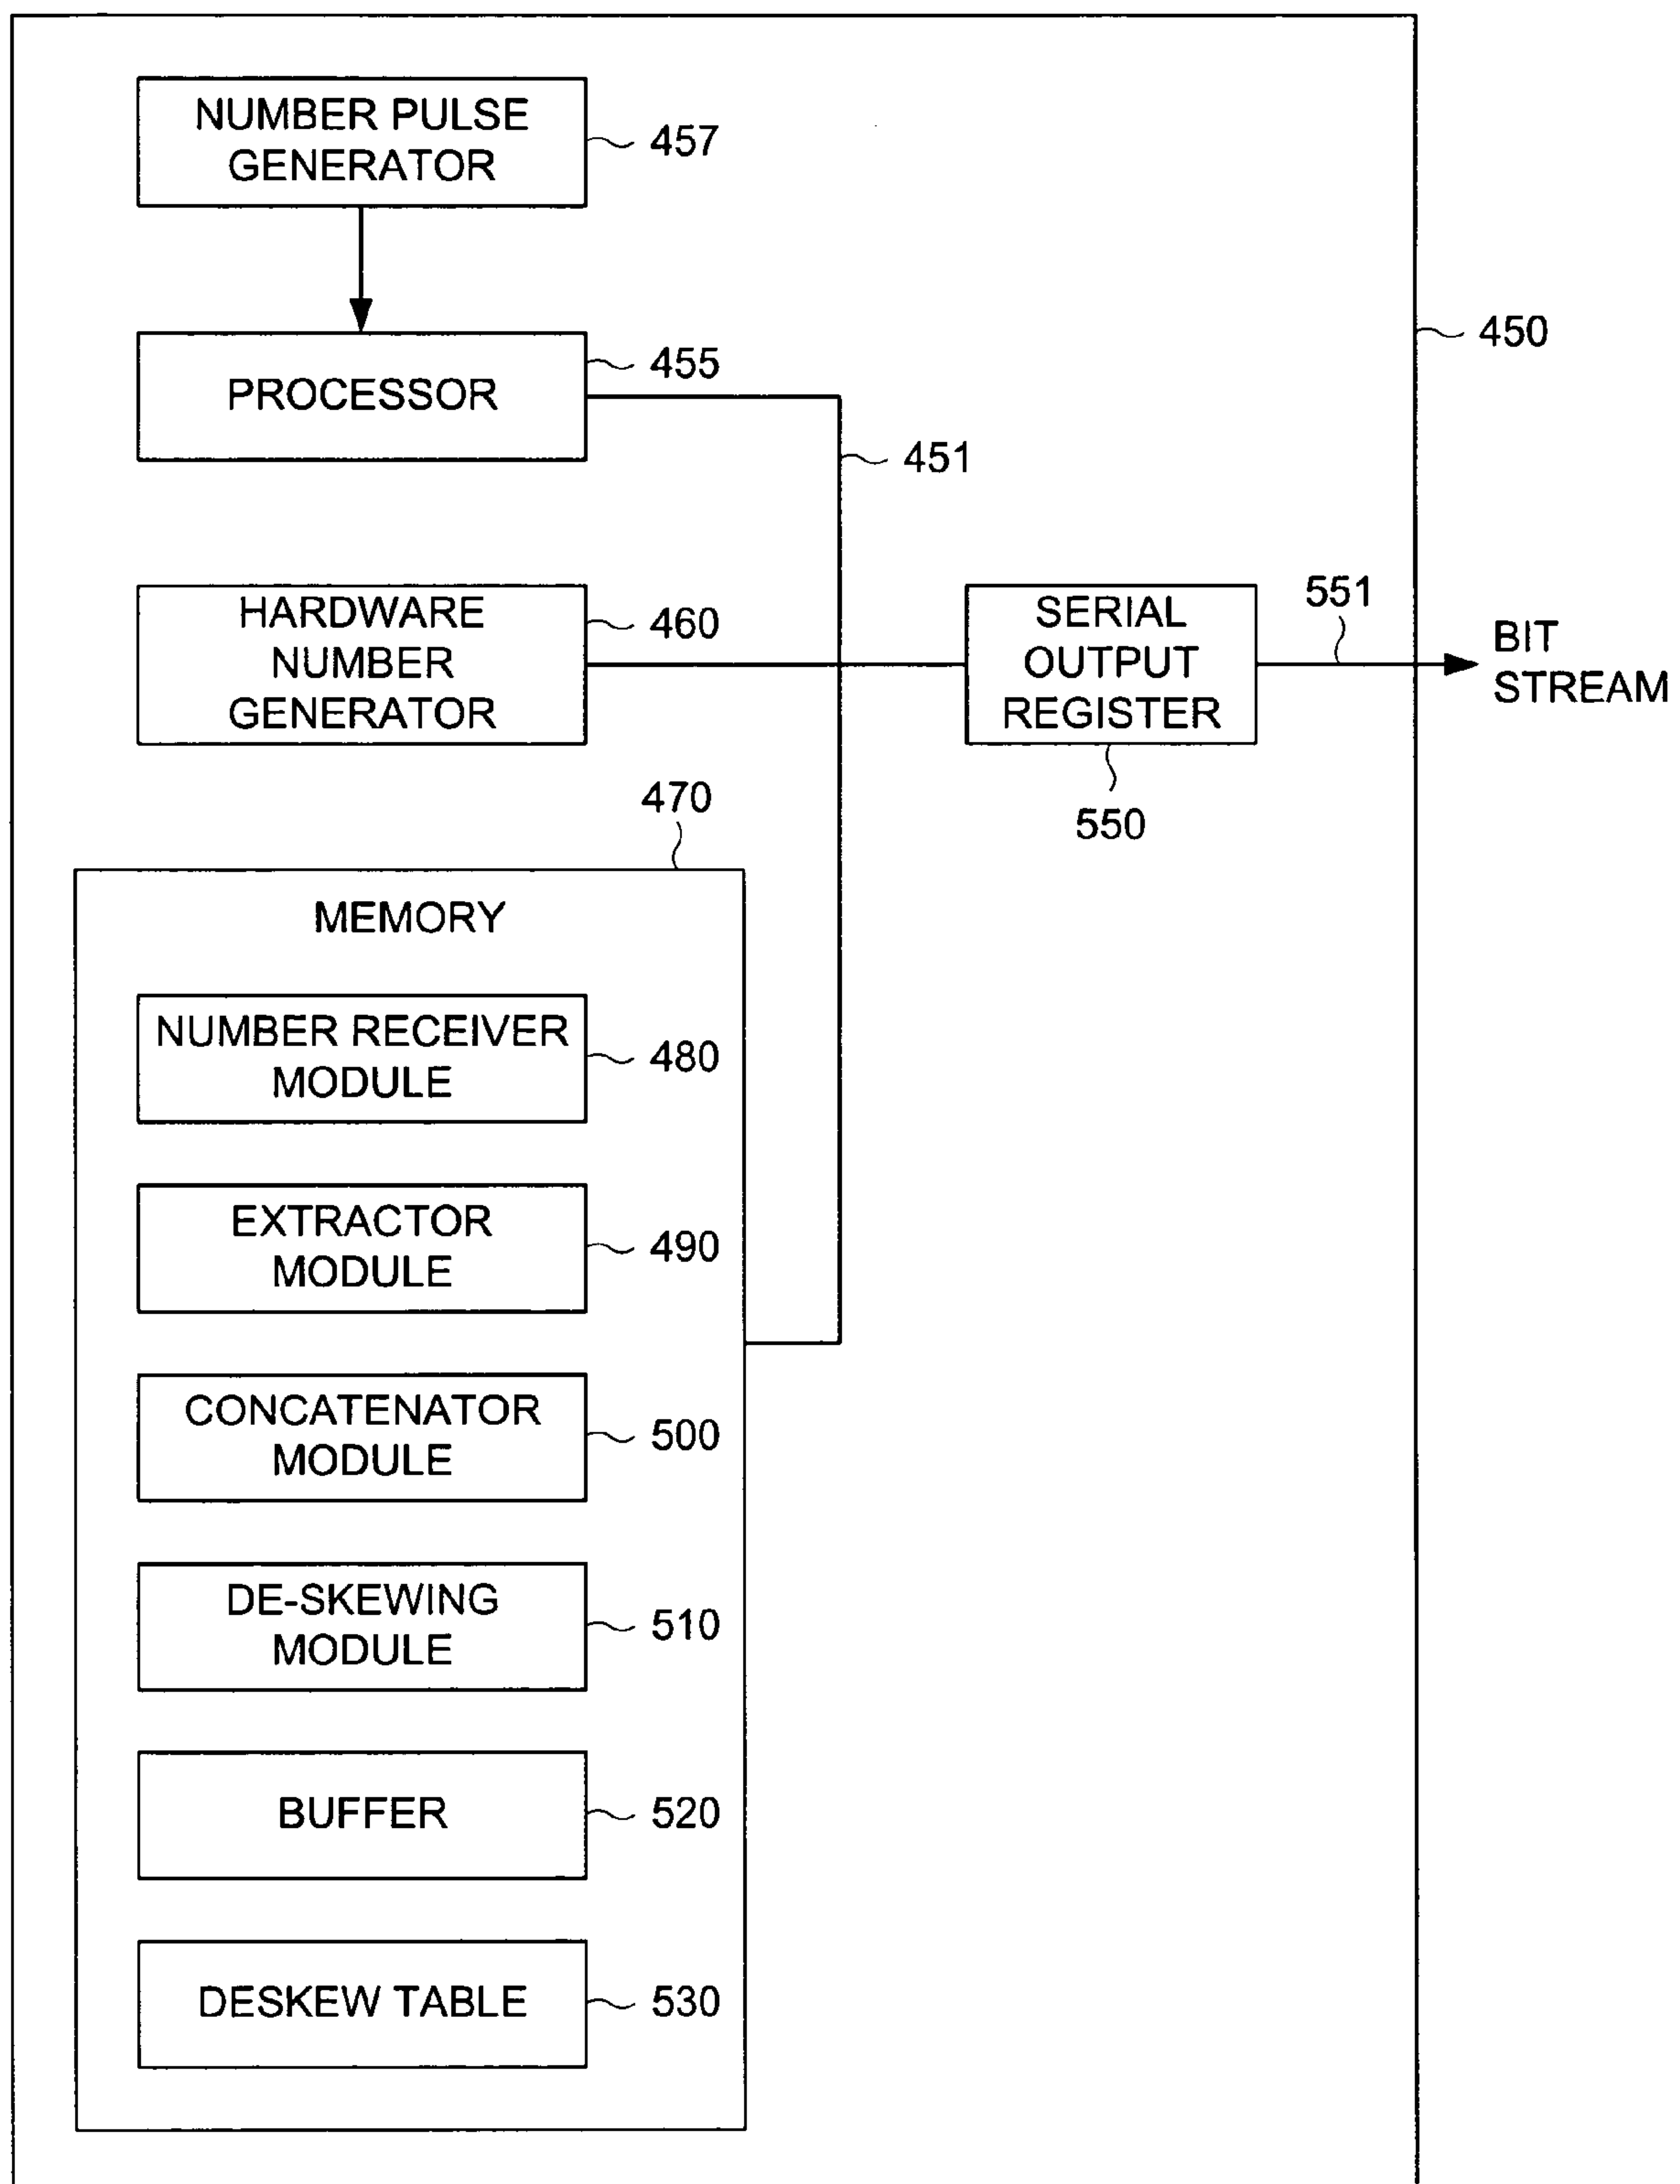 NUMBER PULSE
GENERATOR
457
PROCESSOR
455
450
451
HARDWARE
NUMBER
GENERATOR
460
SERIAL
OUTPUT
REGISTER
550
551
BIT
STREAM
470
MEMORY
NUMBER RECEIVER
MODULE
480
EXTRACTOR
MODULE
490
CONCATENATOR
MODULE
500
DE-SKEWING
MODULE
510
BUFFER
520
DESKEW TABLE
530